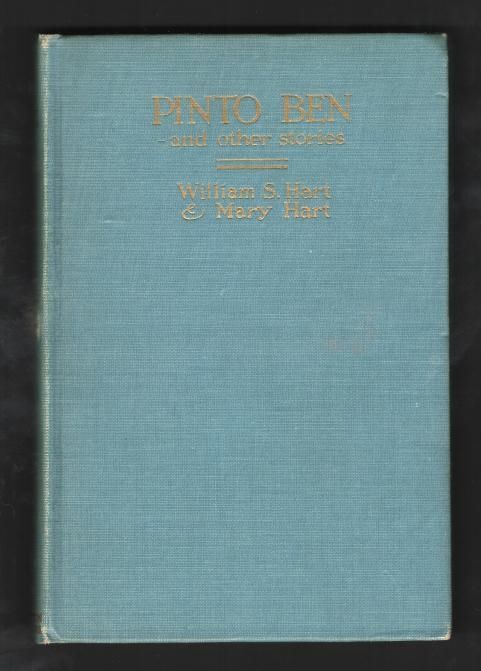 PINTO BEN
- and other stories
William S. Hart
& Mary Hart